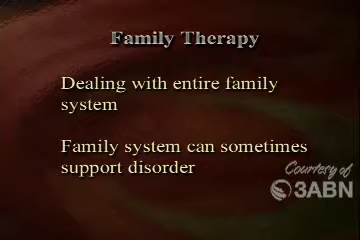 Family Therapy
Dealing with entire family
system
Family system can sometimes
support disorder
Courtesy of
3ABN